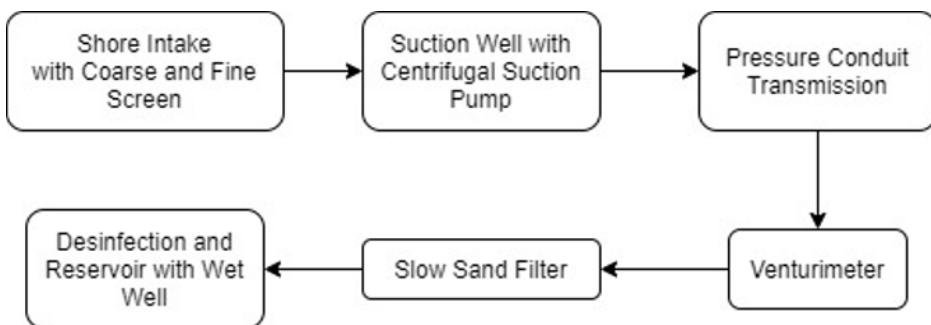 Shore Intake
with Coarse and Fine
Screen
Suction Well with
Centrifugal Suction
Pump
Pressure Conduit
Transmission
Venturimeter
Slow Sand Filter
Desinfection and
Reservoir with Wet
Well